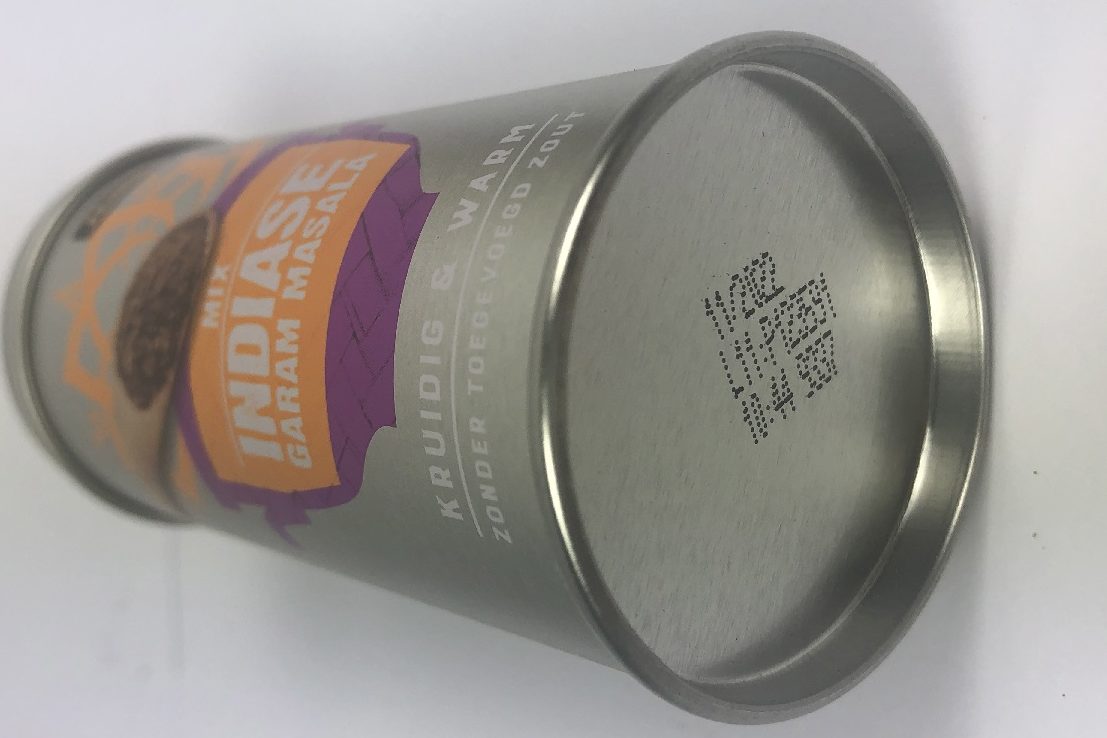 MIX
INDIASE
GARAM MASALA
KRUIDIG & WARM
ZONDER TOEGEVOEGD ZOUT